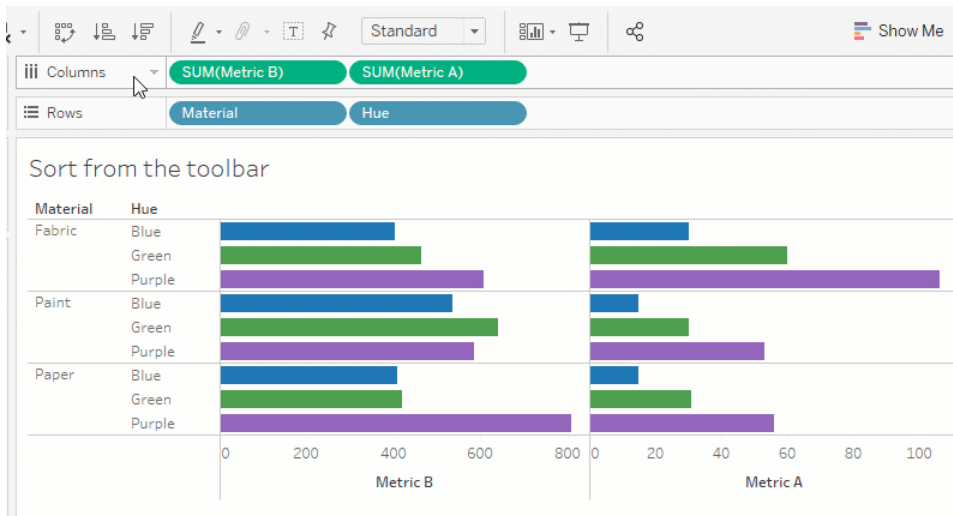 Standard
Show Me
Columns SUM(Metric B) SUM(Metric A)
Rows Material Hue
Sort from the toolbar
Material Hue
Fabric Blue
Green
Purple
Paint Blue
Green
Purple
Paper Blue
Green
Purple
0 200 400 600 800 0 20 40 60 80 100
Metric B Metric A